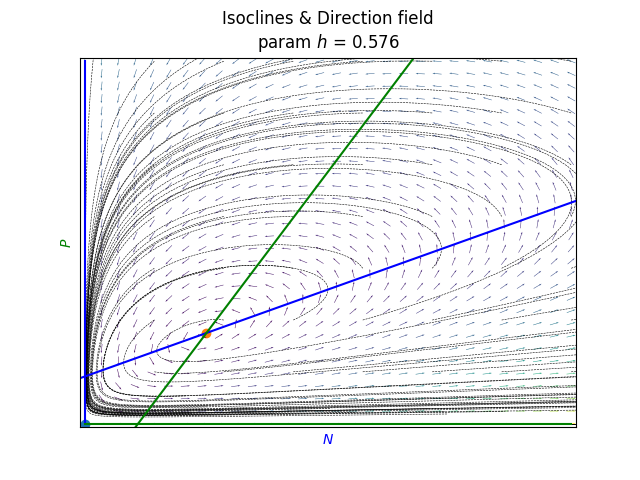 Isoclines & Direction field
param h = 0.576
P
N